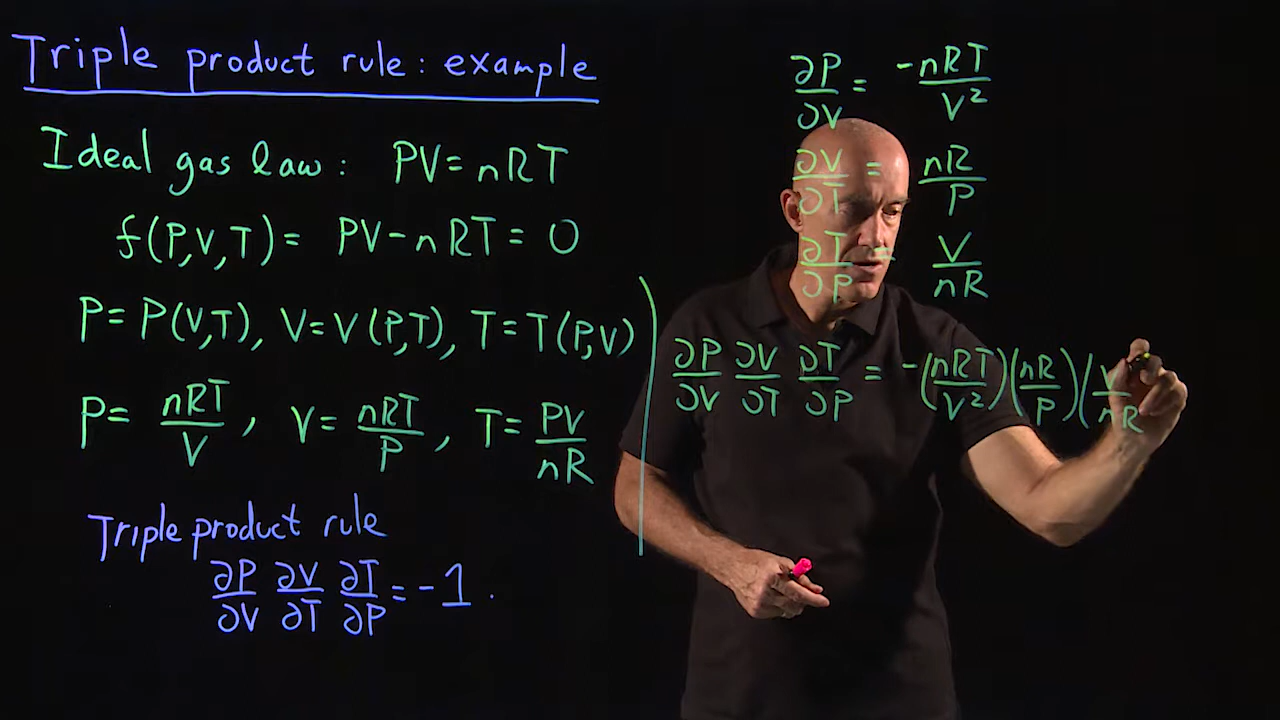 Triple product rule: example
Ideal gas law: PV = nRT
f(P,V,T) = PV - nRT = 0
P = P(V,T), V = V(P,T), T = T(P,V)
P = nRT/V, V = nRT/P, T = PV/nR
Triple product rule
∂P/∂V ∂V/∂T ∂T/∂P = -1.
∂P/∂V = -nRT/V²
∂V/∂T = nR/P
∂T/∂P = V/nR
∂P/∂V ∂V/∂T ∂T/∂P = -(nRT/V²)(nR/P)(V/nR